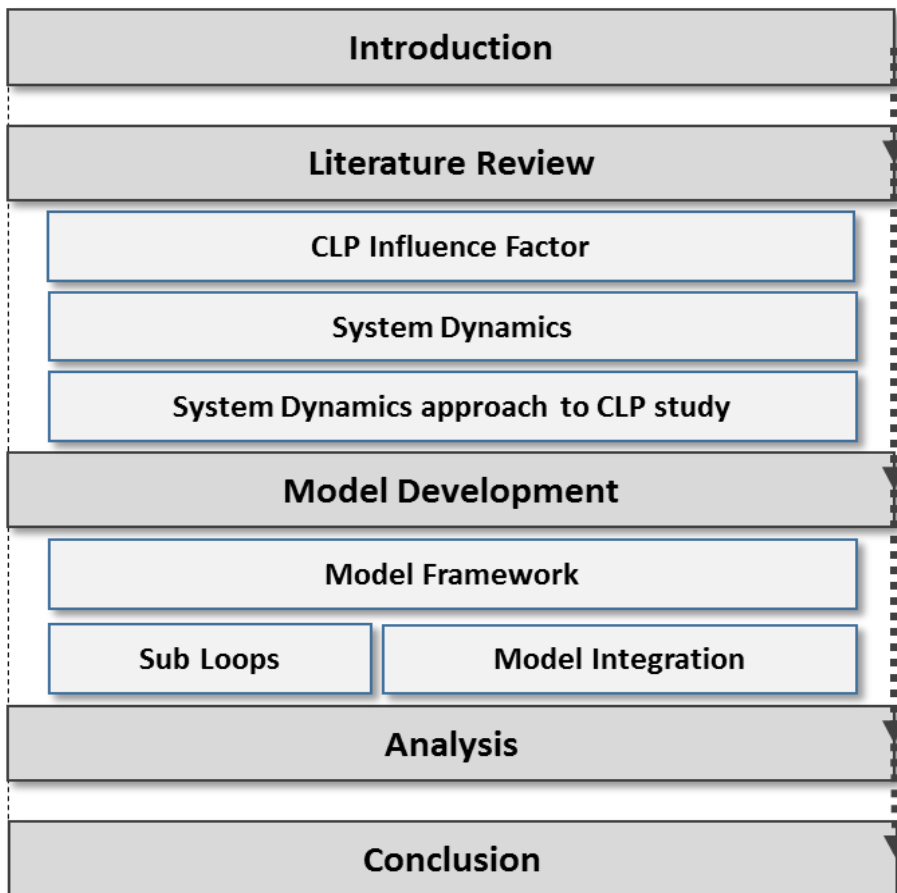 Introduction
Literature Review
CLP Influence Factor
System Dynamics
System Dynamics approach to CLP study
Model Development
Model Framework
Sub Loops
Model Integration
Analysis
Conclusion